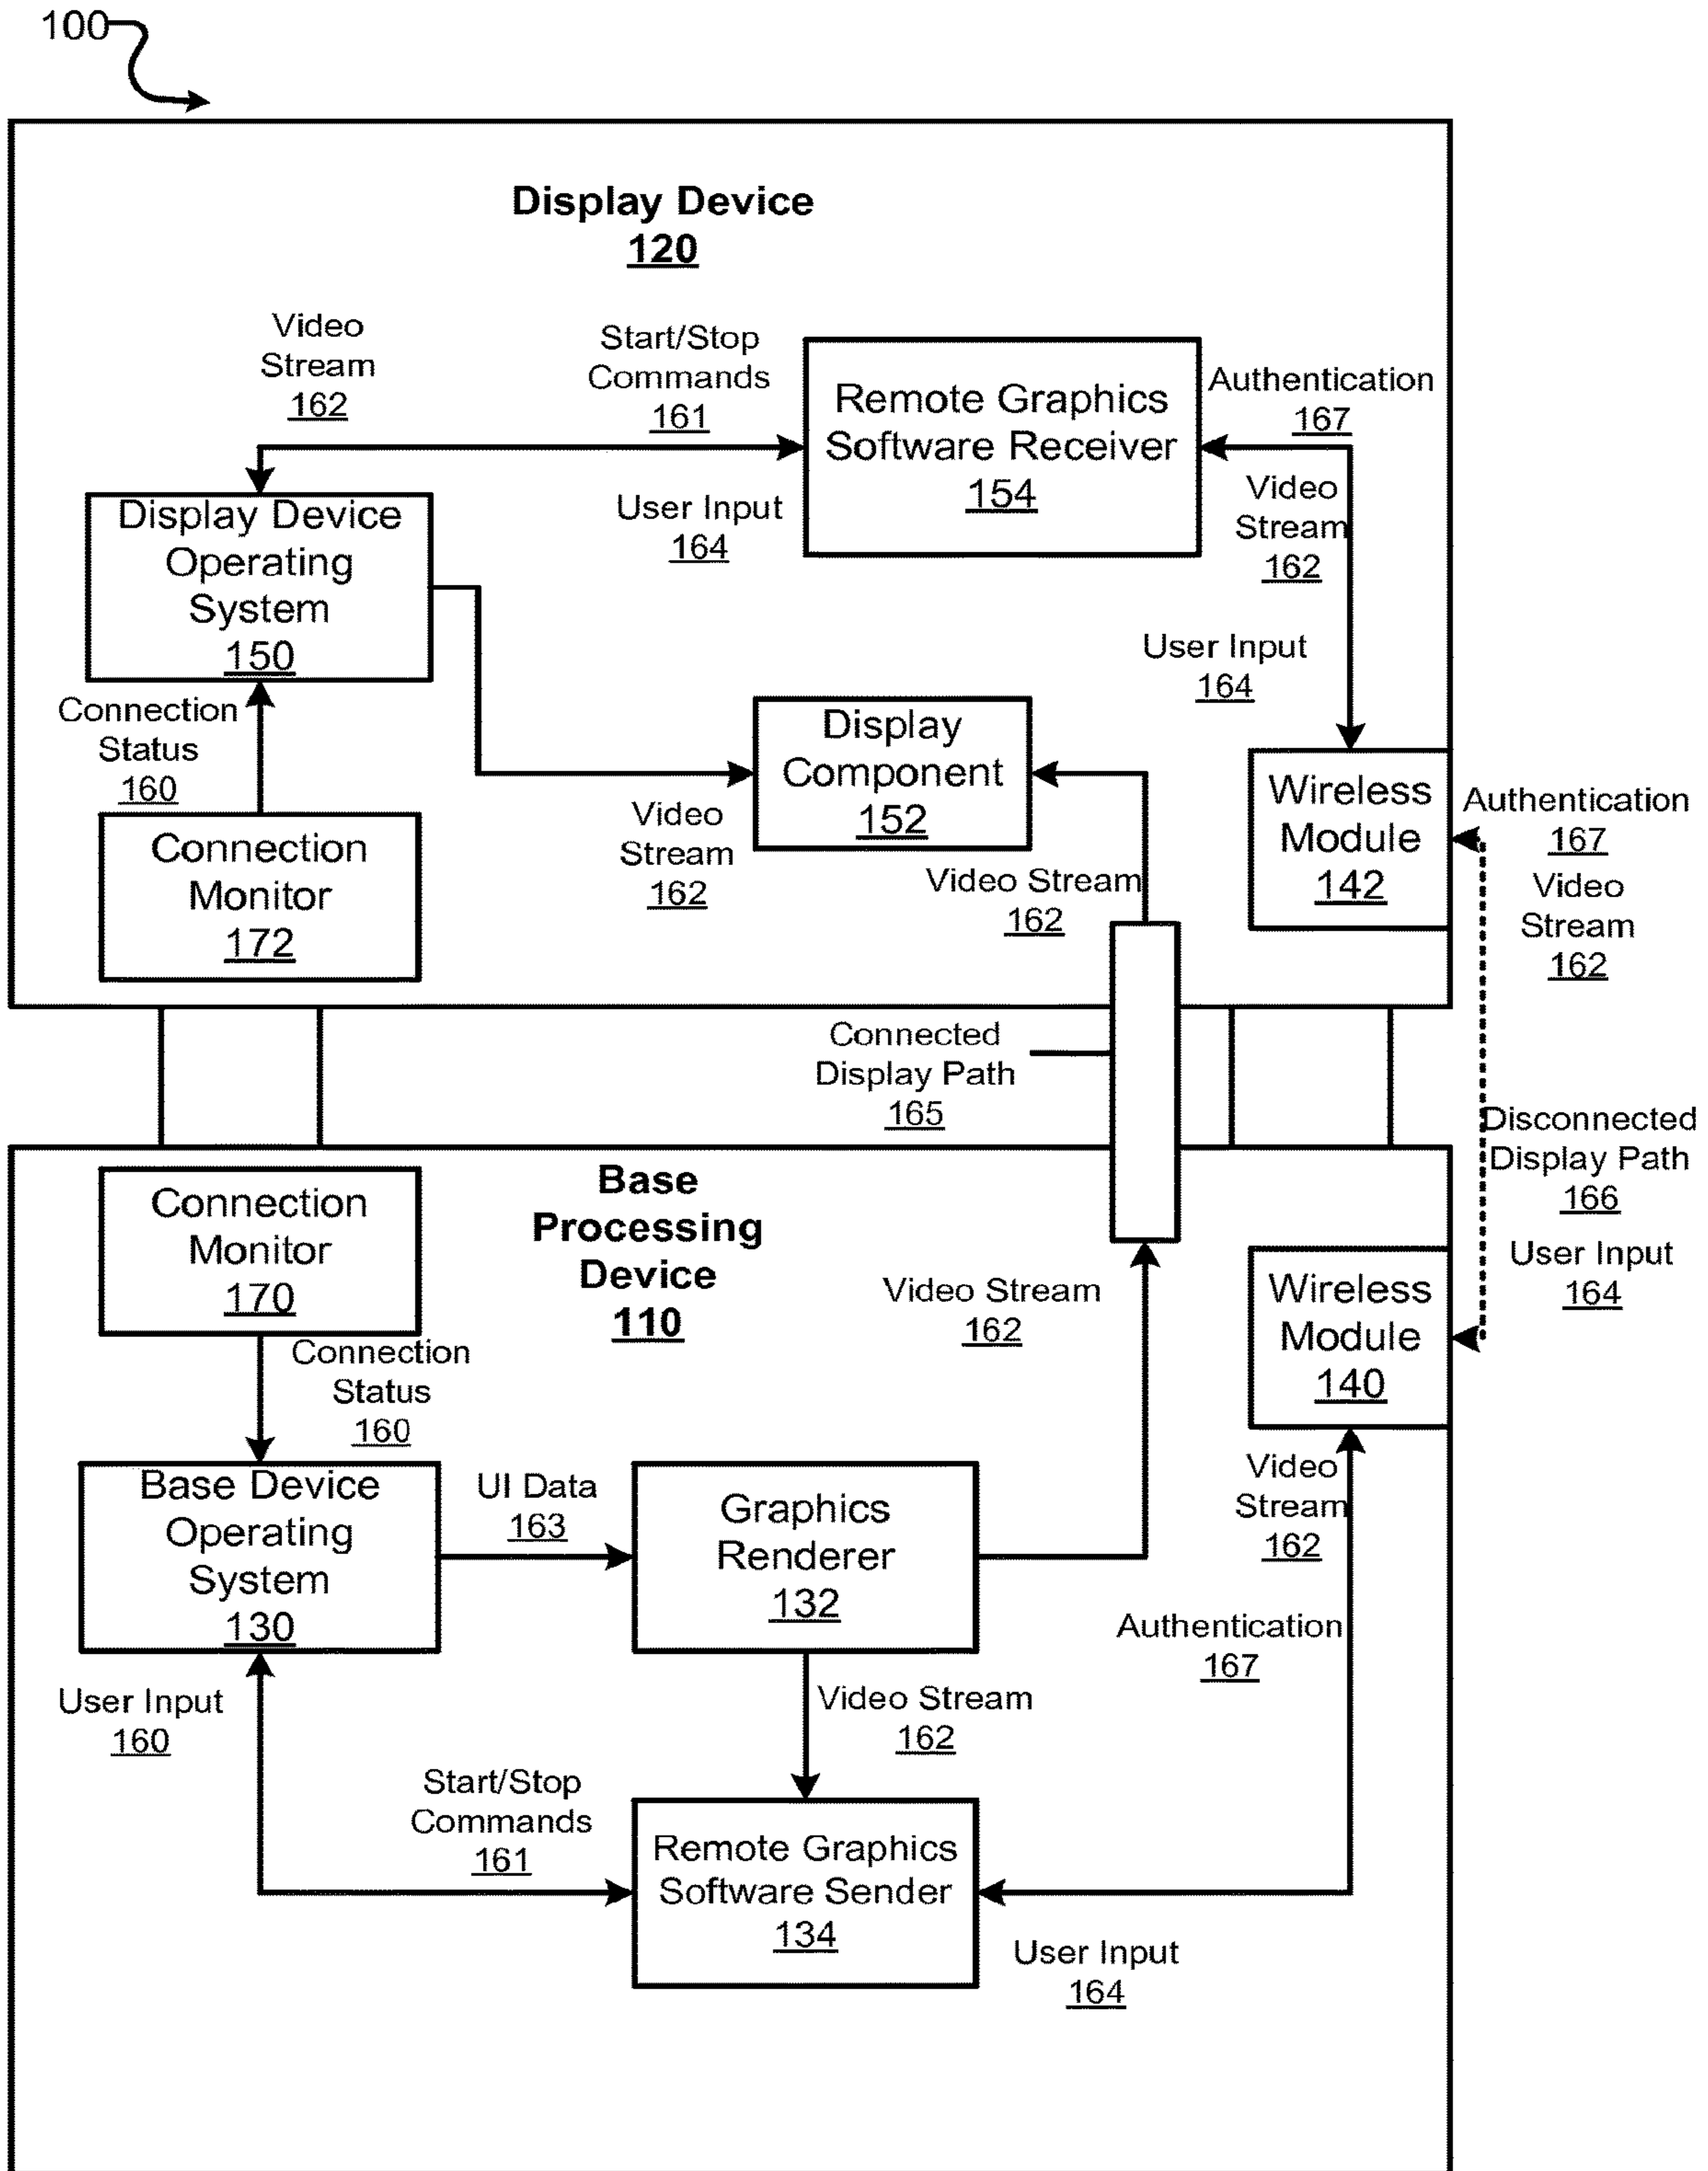 100
Display Device
120
Video
Stream
162
Start/Stop
Commands
161
Remote Graphics
Software Receiver
154
Authentication
167
Video
Stream
162
User Input
164
Display Device
Operating
System
150
User Input
164
Connection
Status
160
Display
Component
152
Video
Stream
162
Video Stream
162
Wireless
Module
142
Authentication
167
Video
Stream
162
Connection
Monitor
172
Connected
Display Path
165
Disconnected
Display Path
166
User Input
164
Connection
Monitor
170
Base
Processing
Device
110
Video Stream
162
Wireless
Module
140
Connection
Status
160
Base Device
Operating
System
130
UI Data
163
Graphics
Renderer
132
Video
Stream
162
Authentication
167
User Input
160
Video Stream
162
Start/Stop
Commands
161
Remote Graphics
Software Sender
134
User Input
164